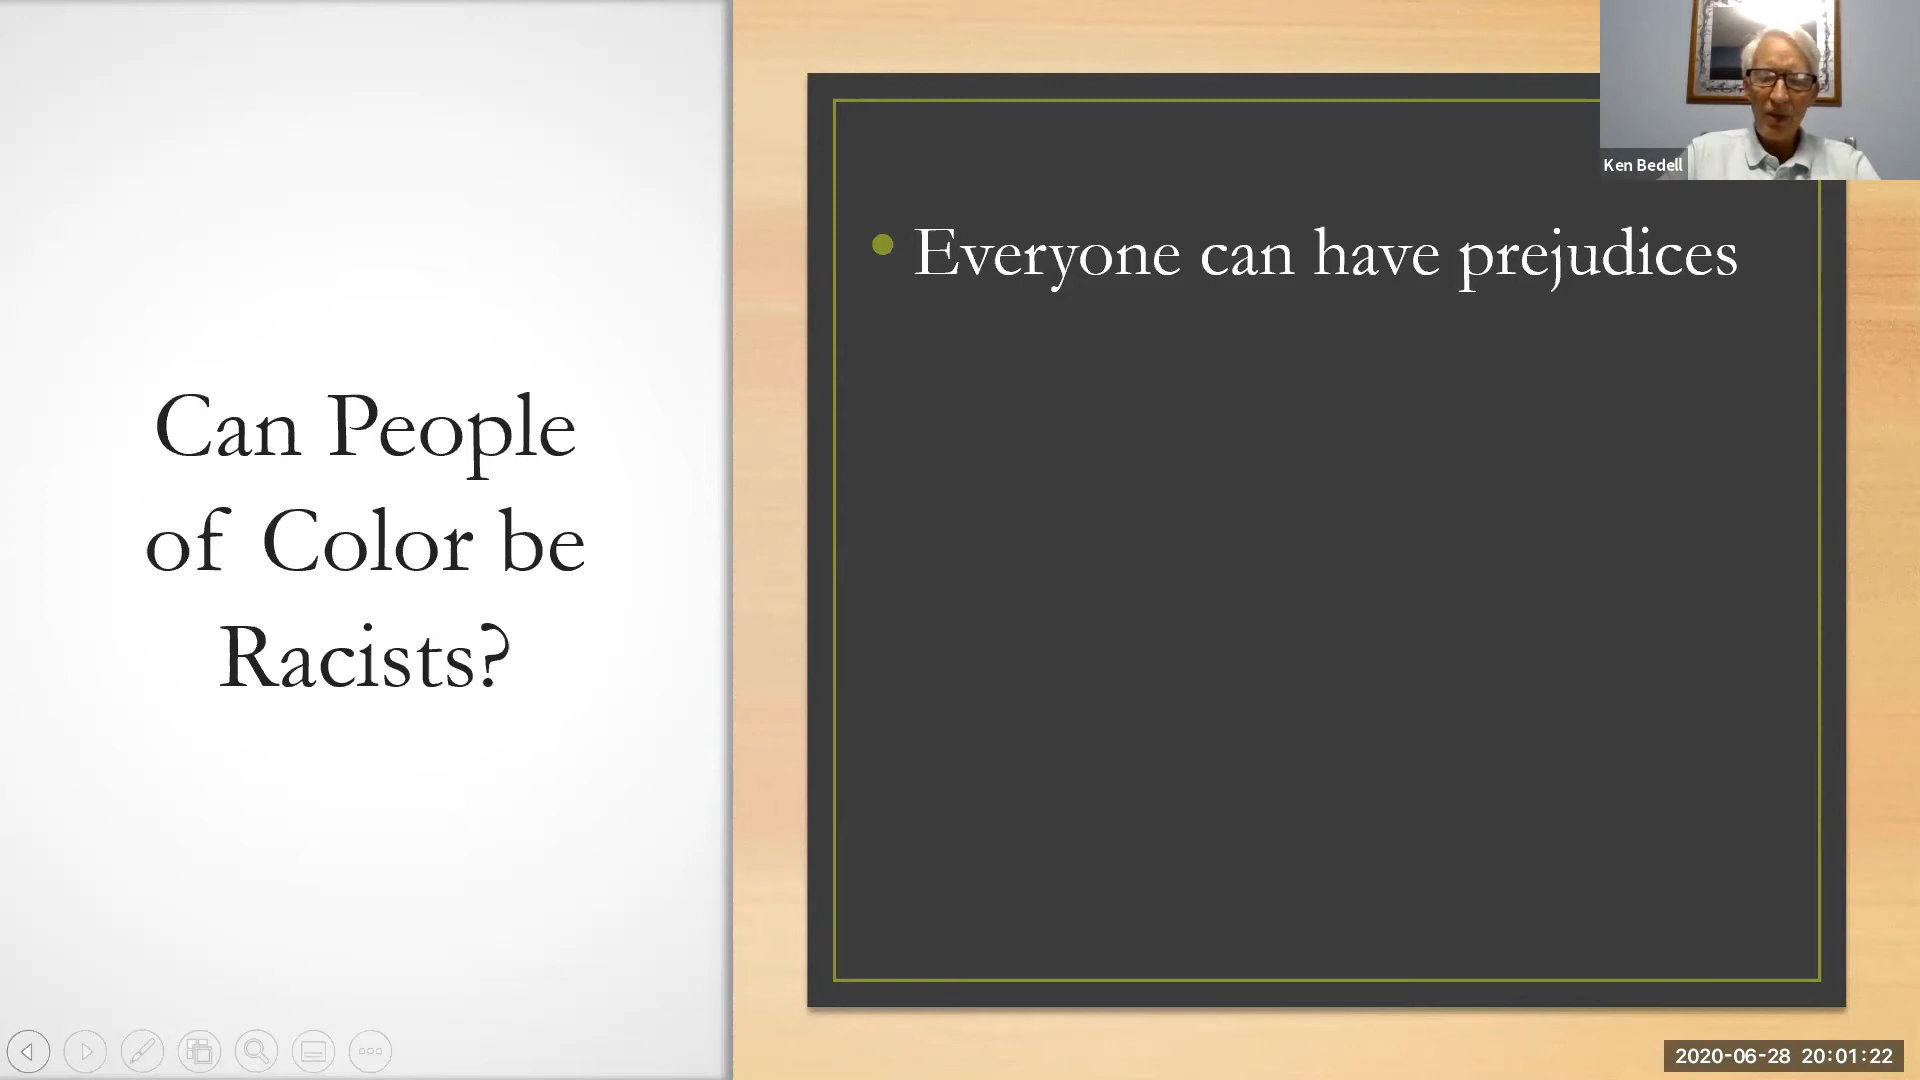 Can People
of Color be
Racists?
Everyone can have prejudices
Ken Bedell
2020-06-28 20:01:22